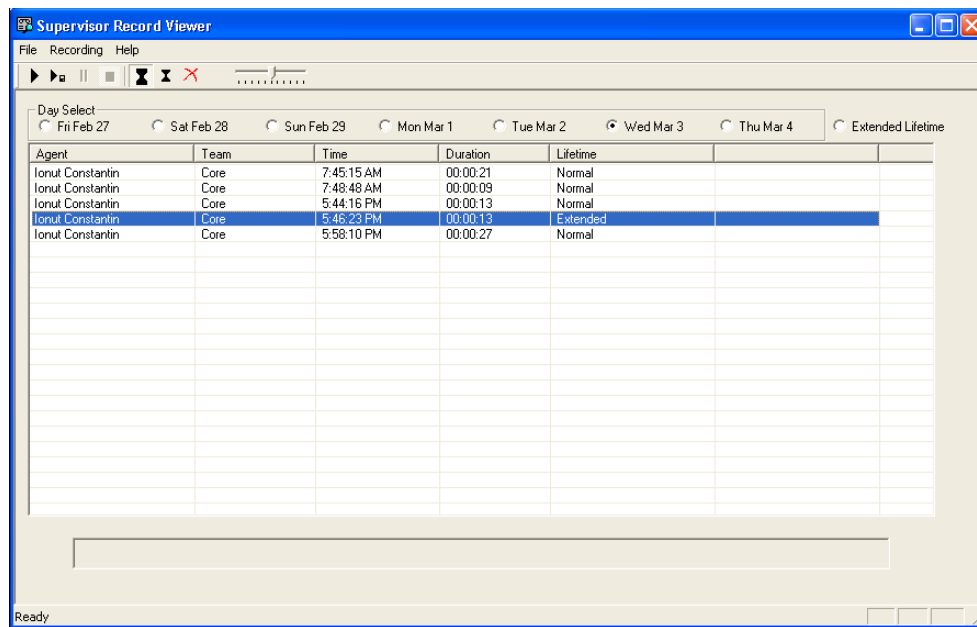 Supervisor Record Viewer
File Recording Help
Day Select
Fri Feb 27 Sat Feb 28 Sun Feb 29 Mon Mar 1 Tue Mar 2 Wed Mar 3 Thu Mar 4 Extended Lifetime
Agent Team Time Duration Lifetime
Ionut Constantin Core 7:45:15 AM 00:00:21 Normal
Ionut Constantin Core 7:48:48 AM 00:00:09 Normal
Ionut Constantin Core 5:44:16 PM 00:00:13 Normal
Ionut Constantin Core 5:46:23 PM 00:00:13 Extended
Ionut Constantin Core 5:58:10 PM 00:00:27 Normal
Ready